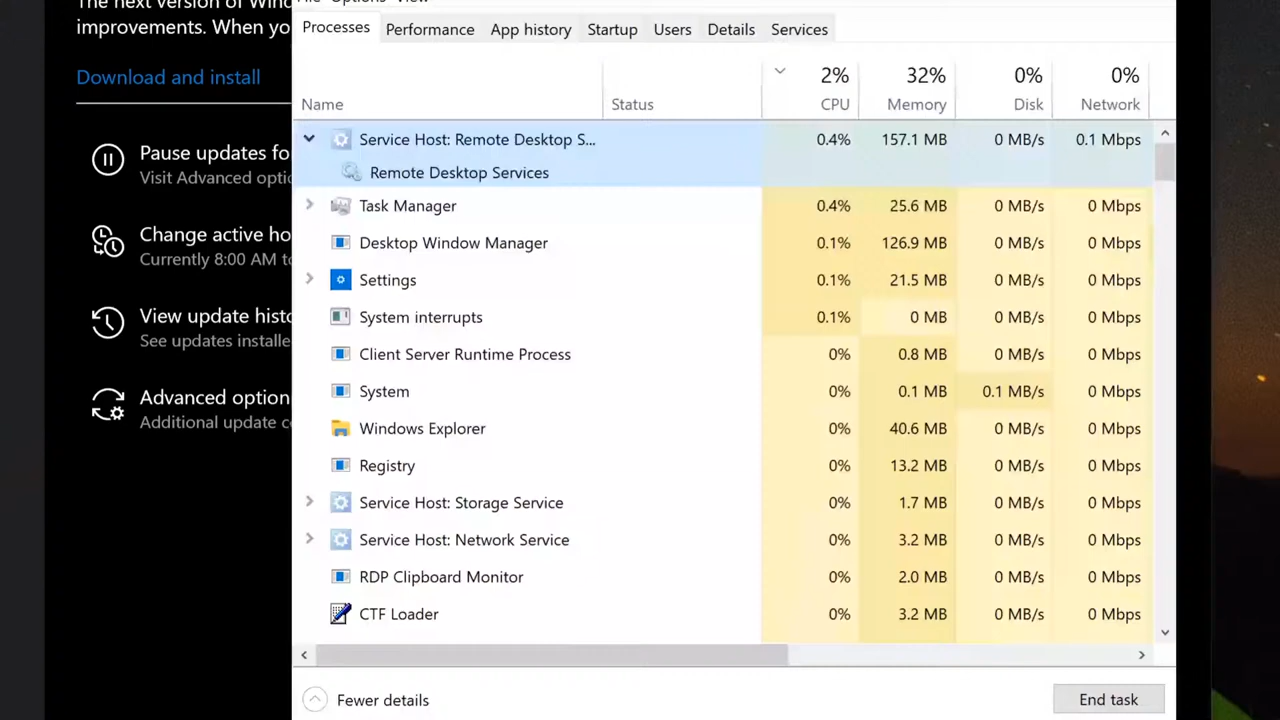 The next version of Wind
improvements. When yo
Download and install
Pause updates fo
Visit Advanced optio
Change active ho
Currently 8:00 AM to
View update histo
See updates installe
Advanced option
Additional update co
File Options View
Processes Performance App history Startup Users Details Services
2% 32% 0% 0%
Name Status CPU Memory Disk Network
Service Host: Remote Desktop S... 0.4% 157.1 MB 0 MB/s 0.1 Mbps
Remote Desktop Services
Task Manager 0.4% 25.6 MB 0 MB/s 0 Mbps
Desktop Window Manager 0.1% 126.9 MB 0 MB/s 0 Mbps
Settings 0.1% 21.5 MB 0 MB/s 0 Mbps
System interrupts 0.1% 0 MB 0 MB/s 0 Mbps
Client Server Runtime Process 0% 0.8 MB 0 MB/s 0 Mbps
System 0% 0.1 MB 0.1 MB/s 0 Mbps
Windows Explorer 0% 40.6 MB 0 MB/s 0 Mbps
Registry 0% 13.2 MB 0 MB/s 0 Mbps
Service Host: Storage Service 0% 1.7 MB 0 MB/s 0 Mbps
Service Host: Network Service 0% 3.2 MB 0 MB/s 0 Mbps
RDP Clipboard Monitor 0% 2.0 MB 0 MB/s 0 Mbps
CTF Loader 0% 3.2 MB 0 MB/s 0 Mbps
Fewer details
End task